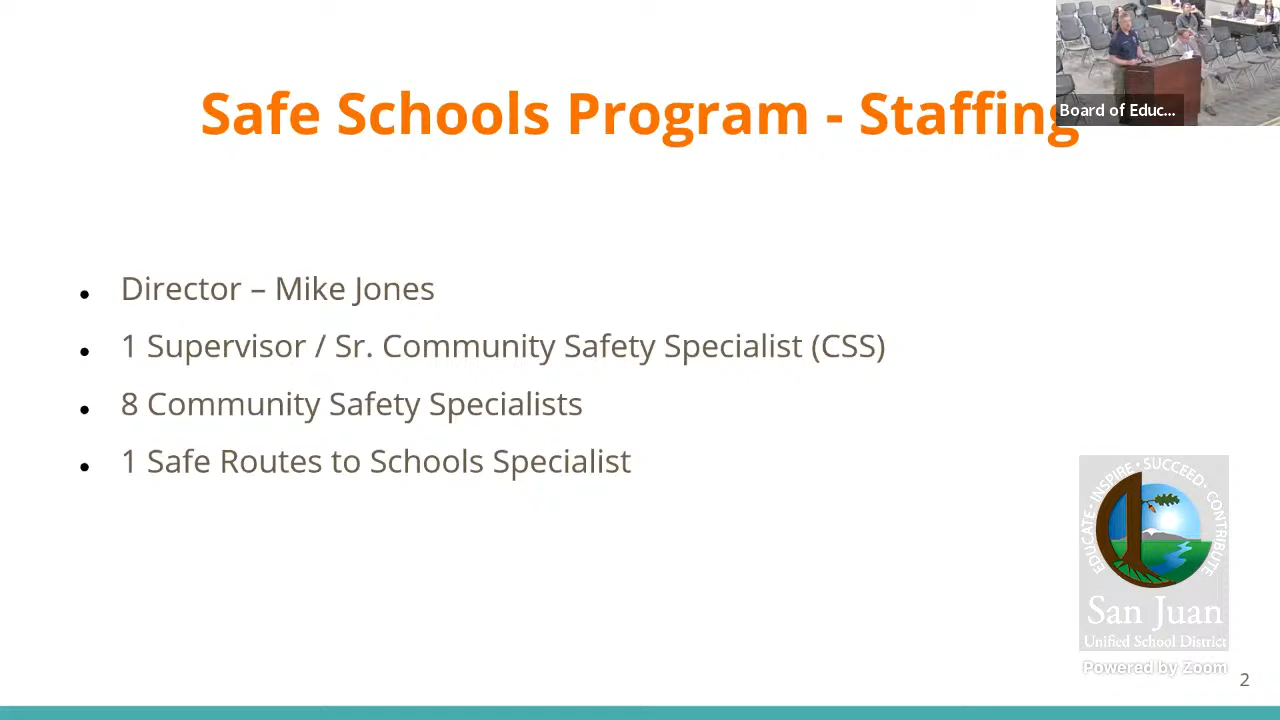 Safe Schools Program - Staffing
Board of Educ...
Director – Mike Jones
1 Supervisor / Sr. Community Safety Specialist (CSS)
8 Community Safety Specialists
1 Safe Routes to Schools Specialist
EDUCATE · INSPIRE · SUCCEED · CONTRIBUTE
San Juan
Unified School District
Powered by Zoom
2